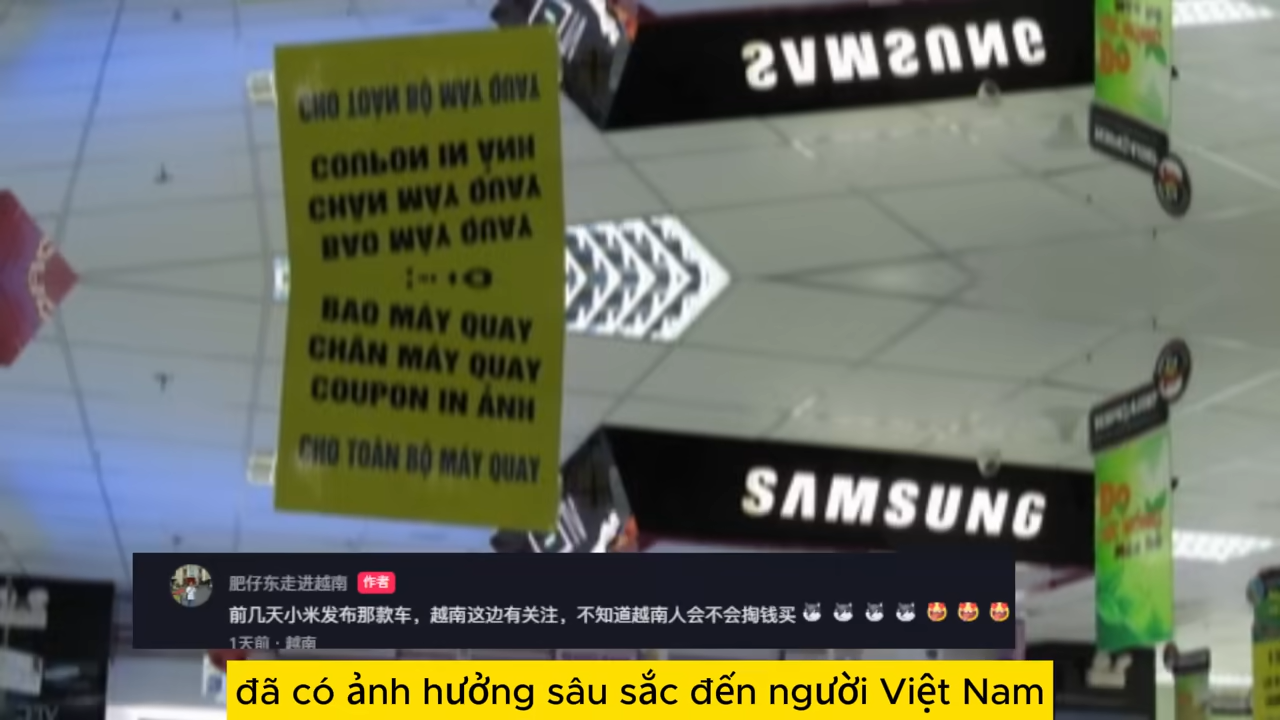 SAMSUNG
CHO TOÀN BỘ MÁY QUAY
COUPON IN ẢNH
CHÂN MÁY QUAY
BAO MÁY QUAY
BAO MÁY QUAY
CHÂN MÁY QUAY
COUPON IN ẢNH
CHO TOÀN BỘ MÁY QUAY
SAMSUNG
肥仔东走进越南 作者
前几天小米发布那款车，越南这边有关注，不知道越南人会不会掏钱买 😼 😼 😼 😼 🤩 🤩 🤩
1天前 · 越南
đã có ảnh hưởng sâu sắc đến người Việt Nam